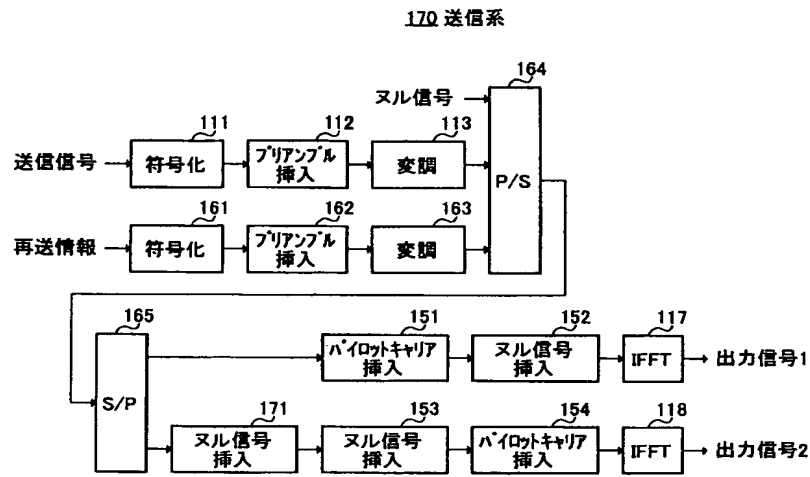 170 送信系
164
ヌル信号
111
112
113
送信信号
符号化
プリアンブル
挿入
変調
P/S
161
162
163
再送情報
符号化
プリアンブル
挿入
変調
165
151
152
117
S/P
パイロットキャリア
挿入
ヌル信号
挿入
IFFT
出力信号1
171
153
154
118
ヌル信号
挿入
ヌル信号
挿入
パイロットキャリア
挿入
IFFT
出力信号2